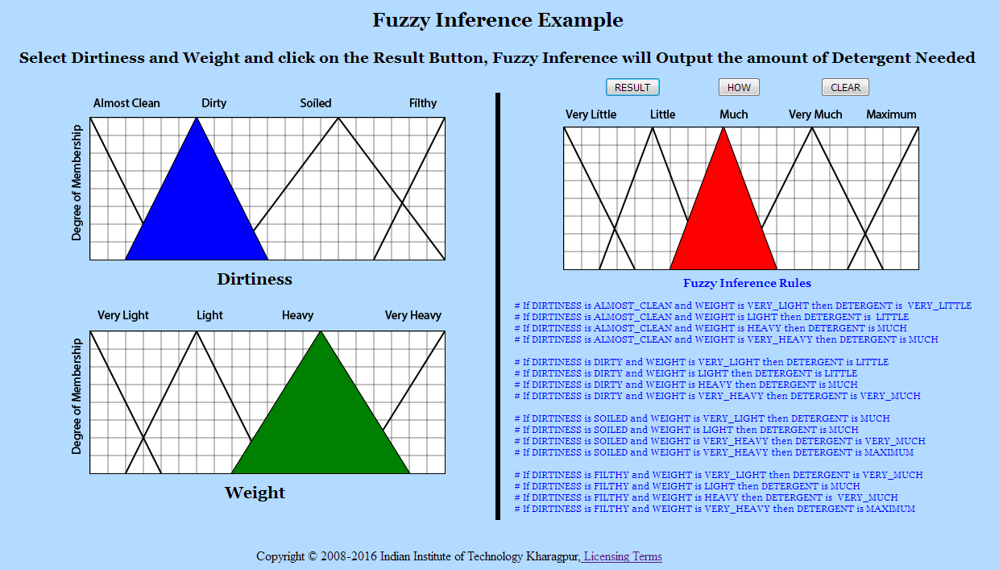 Fuzzy Inference Example
Select Dirtiness and Weight and click on the Result Button, Fuzzy Inference will Output the amount of Detergent Needed
Almost Clean Dirty Soiled Filthy
Degree of Membership
Dirtiness
Very Light Light Heavy Very Heavy
Degree of Membership
Weight
RESULT HOW CLEAR
Very Little Little Much Very Much Maximum
Fuzzy Inference Rules
# If DIRTINESS is ALMOST_CLEAN and WEIGHT is VERY_LIGHT then DETERGENT is VERY_LITTLE
# If DIRTINESS is ALMOST_CLEAN and WEIGHT is LIGHT then DETERGENT is LITTLE
# If DIRTINESS is ALMOST_CLEAN and WEIGHT is HEAVY then DETERGENT is MUCH
# If DIRTINESS is ALMOST_CLEAN and WEIGHT is VERY_HEAVY then DETERGENT is MUCH
# If DIRTINESS is DIRTY and WEIGHT is VERY_LIGHT then DETERGENT is LITTLE
# If DIRTINESS is DIRTY and WEIGHT is LIGHT then DETERGENT is LITTLE
# If DIRTINESS is DIRTY and WEIGHT is HEAVY then DETERGENT is MUCH
# If DIRTINESS is DIRTY and WEIGHT is VERY_HEAVY then DETERGENT is VERY_MUCH
# If DIRTINESS is SOILED and WEIGHT is VERY_LIGHT then DETERGENT is MUCH
# If DIRTINESS is SOILED and WEIGHT is LIGHT then DETERGENT is MUCH
# If DIRTINESS is SOILED and WEIGHT is VERY_HEAVY then DETERGENT is VERY_MUCH
# If DIRTINESS is SOILED and WEIGHT is VERY_HEAVY then DETERGENT is MAXIMUM
# If DIRTINESS is FILTHY and WEIGHT is VERY_LIGHT then DETERGENT is VERY_MUCH
# If DIRTINESS is FILTHY and WEIGHT is LIGHT then DETERGENT is MUCH
# If DIRTINESS is FILTHY and WEIGHT is HEAVY then DETERGENT is VERY_MUCH
# If DIRTINESS is FILTHY and WEIGHT is VERY_HEAVY then DETERGENT is MAXIMUM
Copyright © 2008-2016 Indian Institute of Technology Kharagpur, Licensing Terms